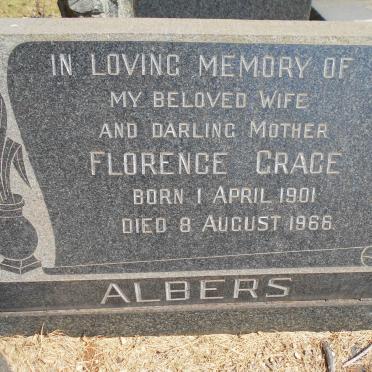 IN LOVING MEMORY OF
MY BELOVED WIFE
AND DARLING MOTHER
FLORENCE GRACE
BORN 1 APRIL 1901
DIED 8 AUGUST 1966
ALBERS